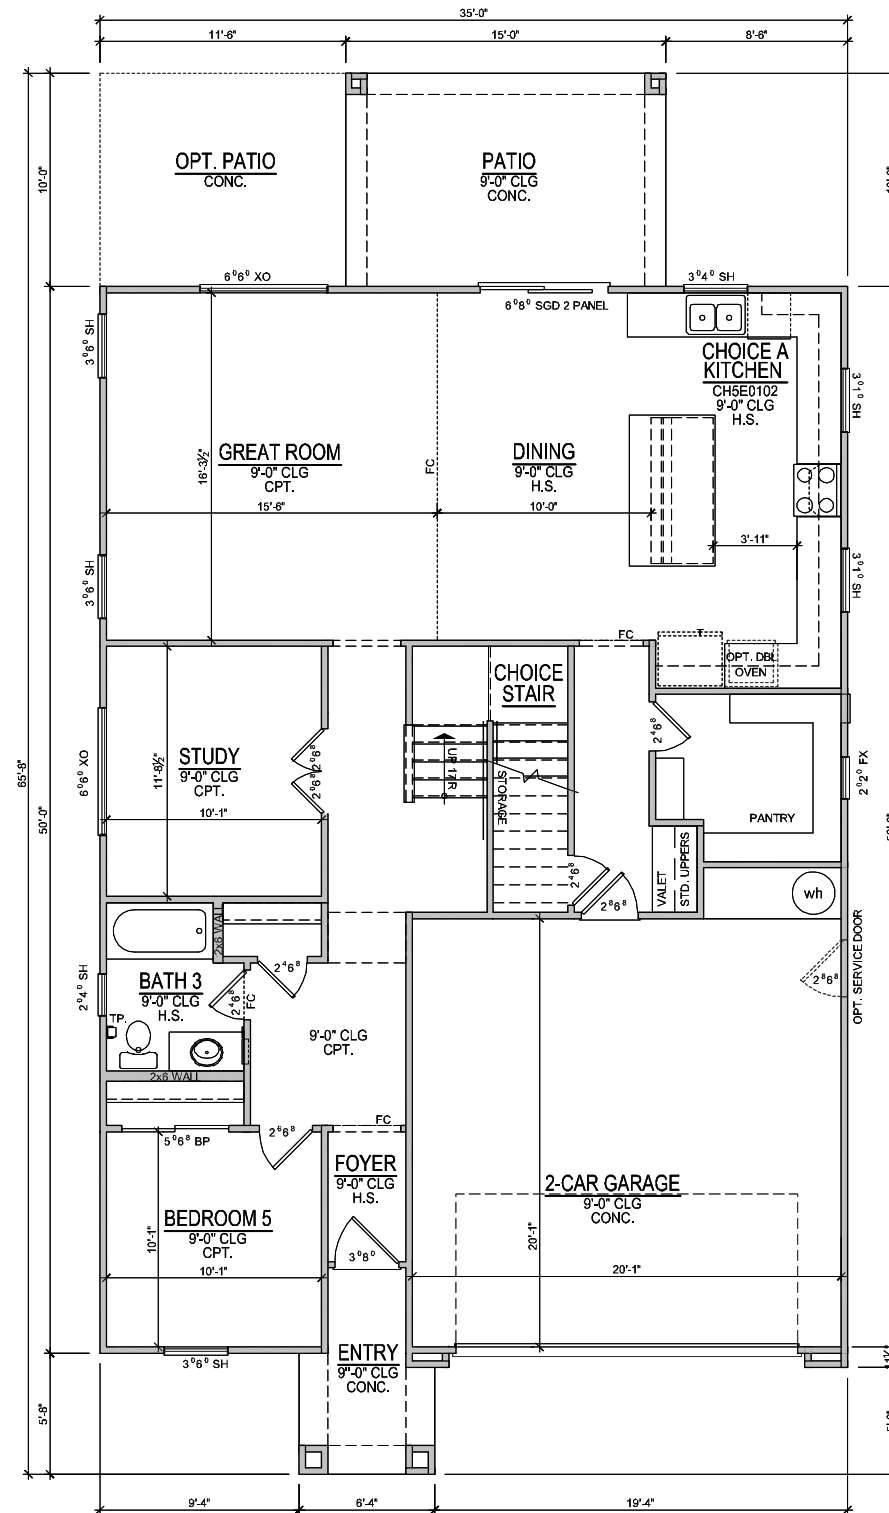 35'-0"
11'-6"
15'-0"
8'-6"
OPT. PATIO
CONC.
PATIO
9'-0" CLG
CONC.
10'-0"
6⁰6⁰ XO
3⁰4⁰ SH
6⁰8⁰ SGD 2 PANEL
3⁰6⁰ SH
CHOICE A
KITCHEN
CH5E0102
9'-0" CLG
H.S.
3⁰1⁰ SH
GREAT ROOM
9'-0" CLG
CPT.
16'-3½"
FC
DINING
9'-0" CLG
H.S.
15'-6"
10'-0"
3'-11"
3⁰6⁰ SH
3⁰1⁰ SH
FC
T
OPT. DBL
OVEN
CHOICE
STAIR
65'-8"
50'-0"
6⁰6⁰ XO
STUDY
9'-0" CLG
CPT.
11'-8½"
10'-1"
2⁰6⁸
2⁰6⁸
UP 17R
STORAGE
2⁴6⁸
2⁰2⁰ FX
PANTRY
VALET
STD. UPPERS
wh
2⁴6⁸
2⁸6⁸
2x6 WALL
2⁴6⁸
BATH 3
9'-0" CLG
H.S.
2⁰4⁰ SH
2⁴6⁸
FC
TP.
9'-0" CLG
CPT.
2⁸6⁸
OPT. SERVICE DOOR
2x6 WALL
FC
5⁰6⁸ BP
2⁶6⁸
FOYER
9'-0" CLG
H.S.
2-CAR GARAGE
9'-0" CLG
CONC.
BEDROOM 5
9'-0" CLG
CPT.
10'-1"
10'-1"
3⁰8⁰
20'-1"
20'-1"
3⁰6⁰ SH
ENTRY
9"-0" CLG
CONC.
5'-8"
9'-4"
6'-4"
19'-4"